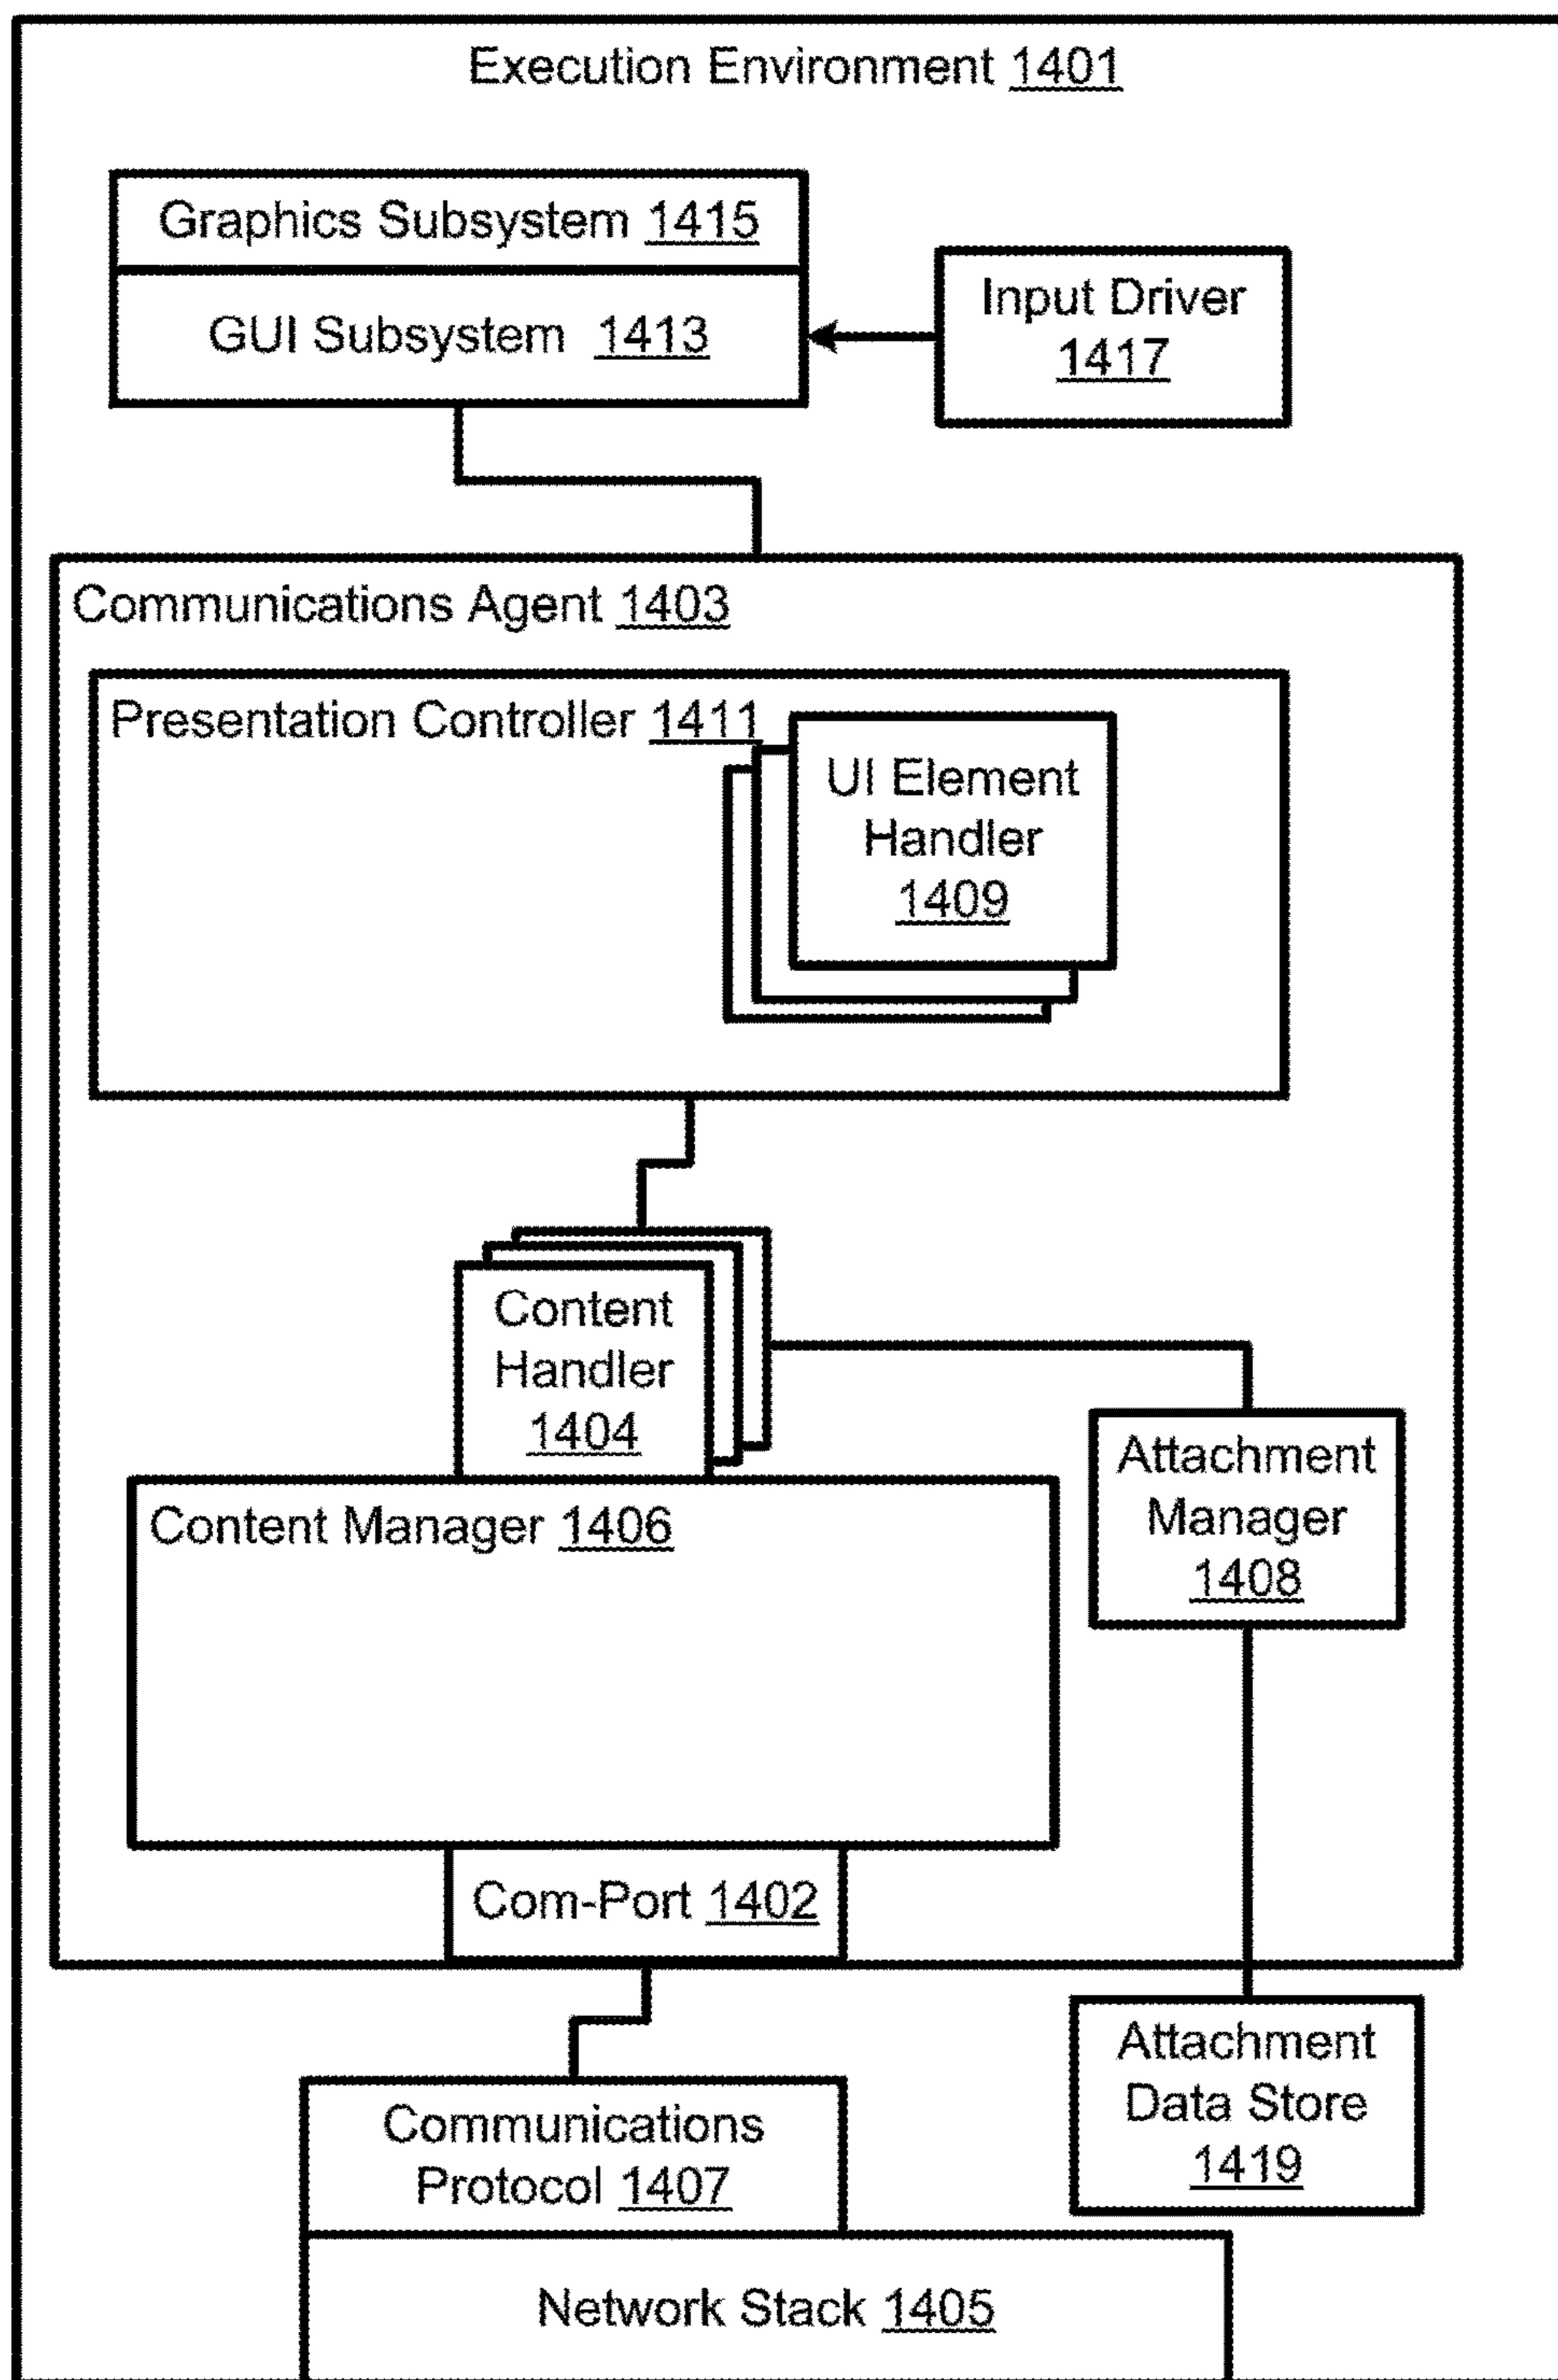 Execution Environment 1401
Graphics Subsystem 1415
GUI Subsystem 1413
Input Driver
1417
Communications Agent 1403
Presentation Controller 1411
UI Element
Handler
1409
Content
Handler
1404
Attachment
Manager
1408
Content Manager 1406
Com-Port 1402
Attachment
Data Store
1419
Communications
Protocol 1407
Network Stack 1405